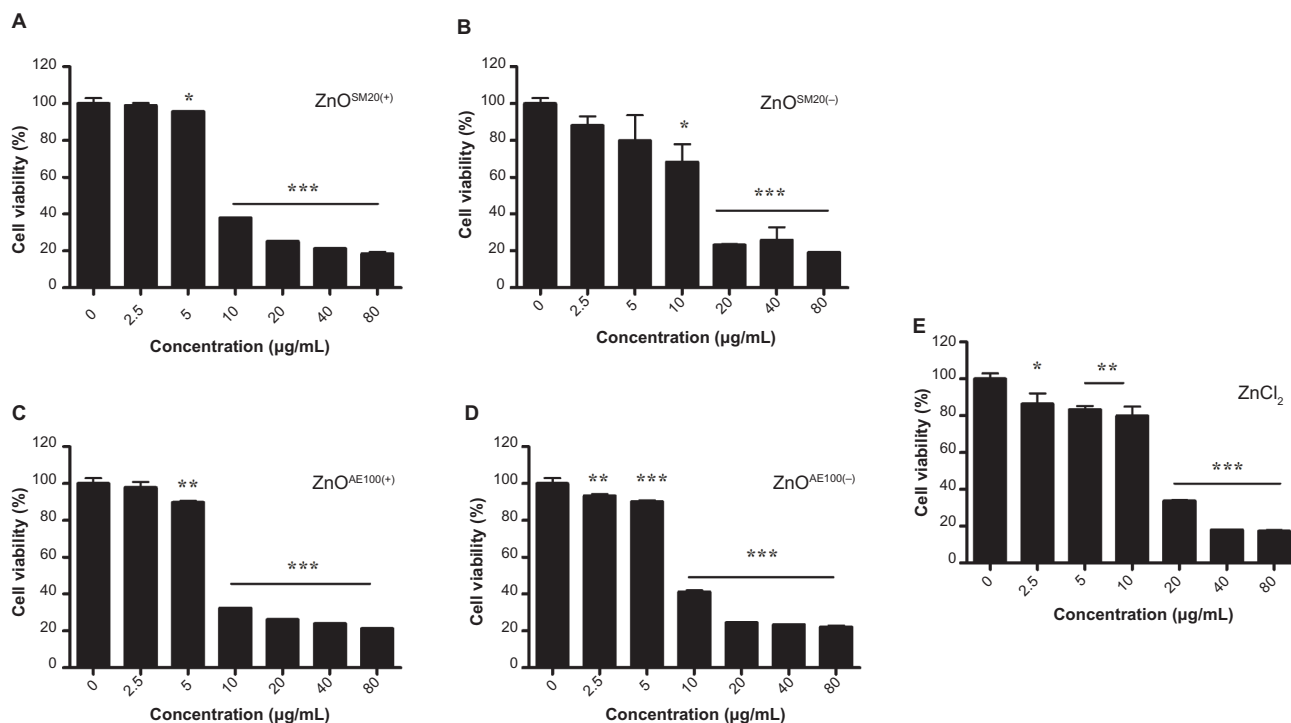 A
ZnO^SM20(+)
Cell viability (%)
120
100
80
60
40
20
0
*
***
0 2.5 5 10 20 40 80
Concentration (µg/mL)
B
ZnO^SM20(–)
Cell viability (%)
120
100
80
60
40
20
0
*
***
0 2.5 5 10 20 40 80
Concentration (µg/mL)
C
ZnO^AE100(+)
Cell viability (%)
120
100
80
60
40
20
0
**
***
0 2.5 5 10 20 40 80
Concentration (µg/mL)
D
ZnO^AE100(–)
Cell viability (%)
120
100
80
60
40
20
0
** ***
***
0 2.5 5 10 20 40 80
Concentration (µg/mL)
E
ZnCl₂
Cell viability (%)
120
100
80
60
40
20
0
* **
***
0 2.5 5 10 20 40 80
Concentration (µg/mL)